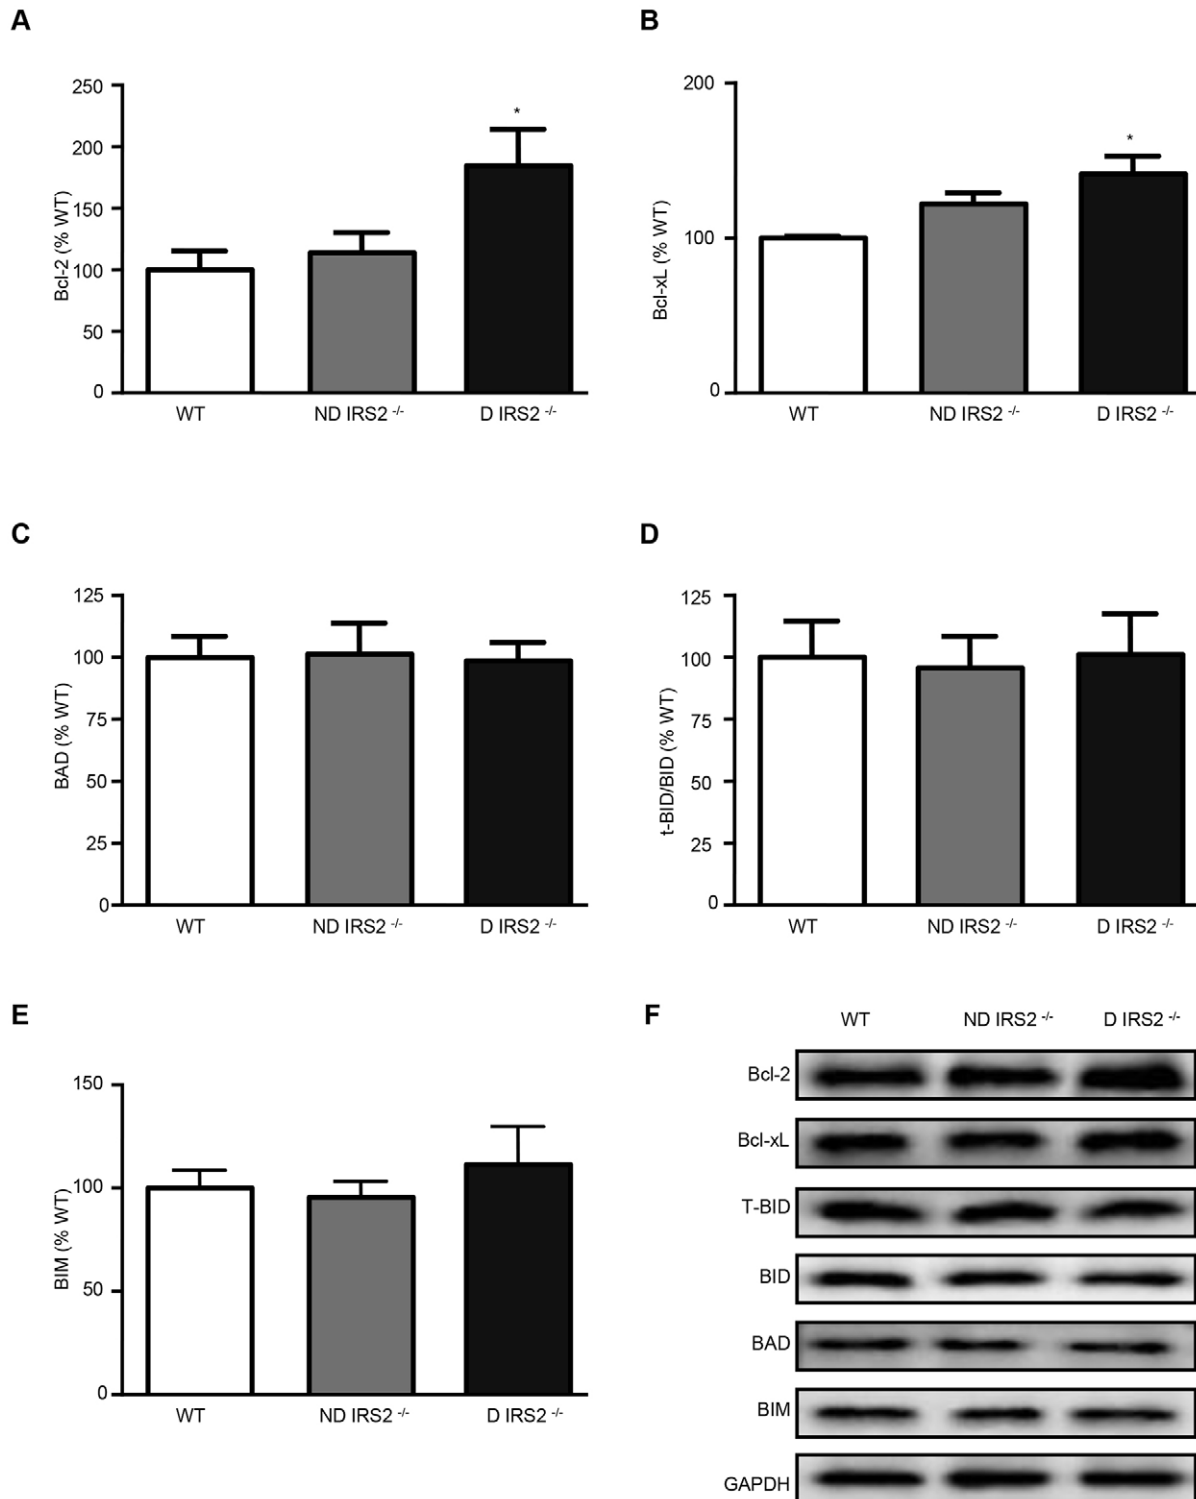 A
250
200
150
100
50
0
Bcl-2 (% WT)
*
WT ND IRS2 -/- D IRS2 -/-
B
200
100
0
Bcl-xL (% WT)
*
WT ND IRS2 -/- D IRS2 -/-
C
125
100
75
50
25
0
BAD (% WT)
WT ND IRS2 -/- D IRS2 -/-
D
125
100
75
50
25
0
t-BID/BID (% WT)
WT ND IRS2 -/- D IRS2 -/-
E
150
100
50
0
BIM (% WT)
WT ND IRS2 -/- D IRS2 -/-
F
WT ND IRS2 -/- D IRS2 -/-
Bcl-2
Bcl-xL
T-BID
BID
BAD
BIM
GAPDH